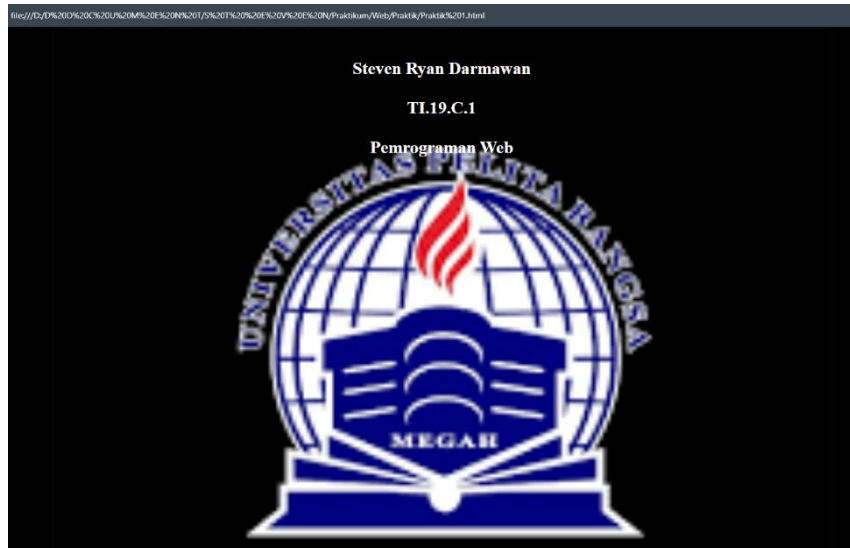 file:///D:/D%20O%20C%20U%20M%20E%20N%20T/S%20T%20%20E%20V%20E%20N/Praktikum/Web/Praktik/Praktik%201.html
Steven Ryan Darmawan
TI.19.C.1
Pemrograman Web
UNIVERSITAS PELITA BANGSA
MEGAH